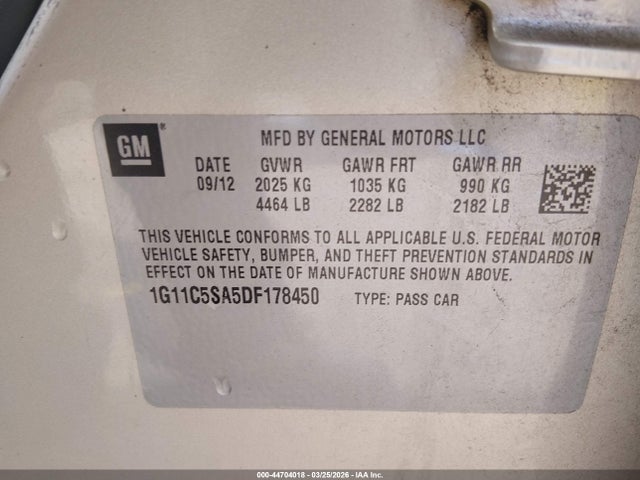 GM ®
MFD BY GENERAL MOTORS LLC
DATE GVWR GAWR FRT GAWR RR
09/12 2025 KG 1035 KG 990 KG
4464 LB 2282 LB 2182 LB
THIS VEHICLE CONFORMS TO ALL APPLICABLE U.S. FEDERAL MOTOR
VEHICLE SAFETY, BUMPER, AND THEFT PREVENTION STANDARDS IN
EFFECT ON THE DATE OF MANUFACTURE SHOWN ABOVE.
1G11C5SA5DF178450 TYPE: PASS CAR
000-44704018 - 03/25/2026 - IAA Inc.